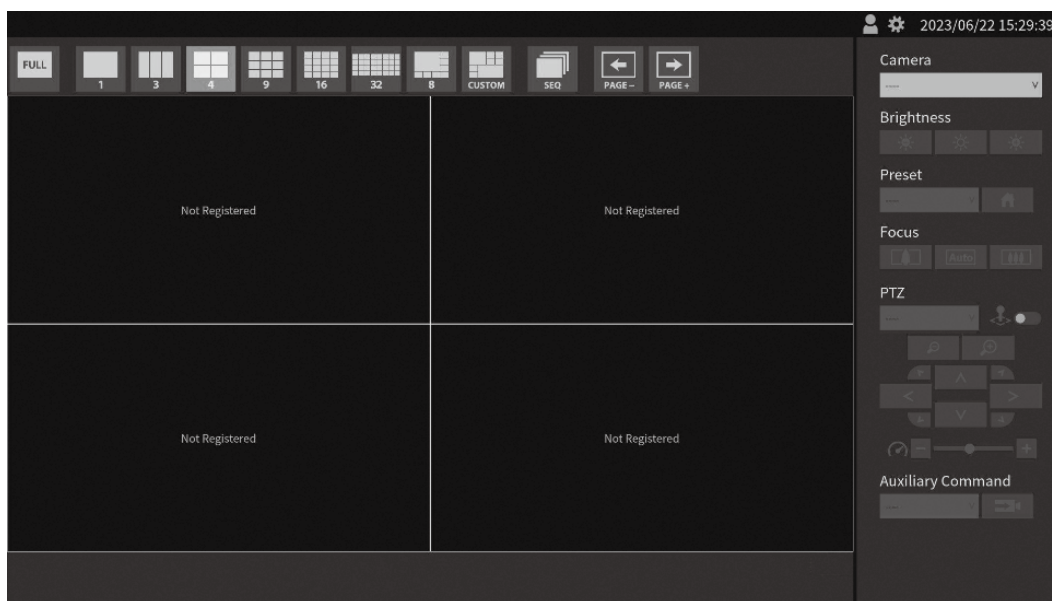 2023/06/22 15:29:39
FULL
1
3
4
9
16
32
8
CUSTOM
SEQ
PAGE−
PAGE+
Camera
----
Brightness
Preset
----
Focus
Auto
PTZ
----
Auxiliary Command
----
Not Registered
Not Registered
Not Registered
Not Registered